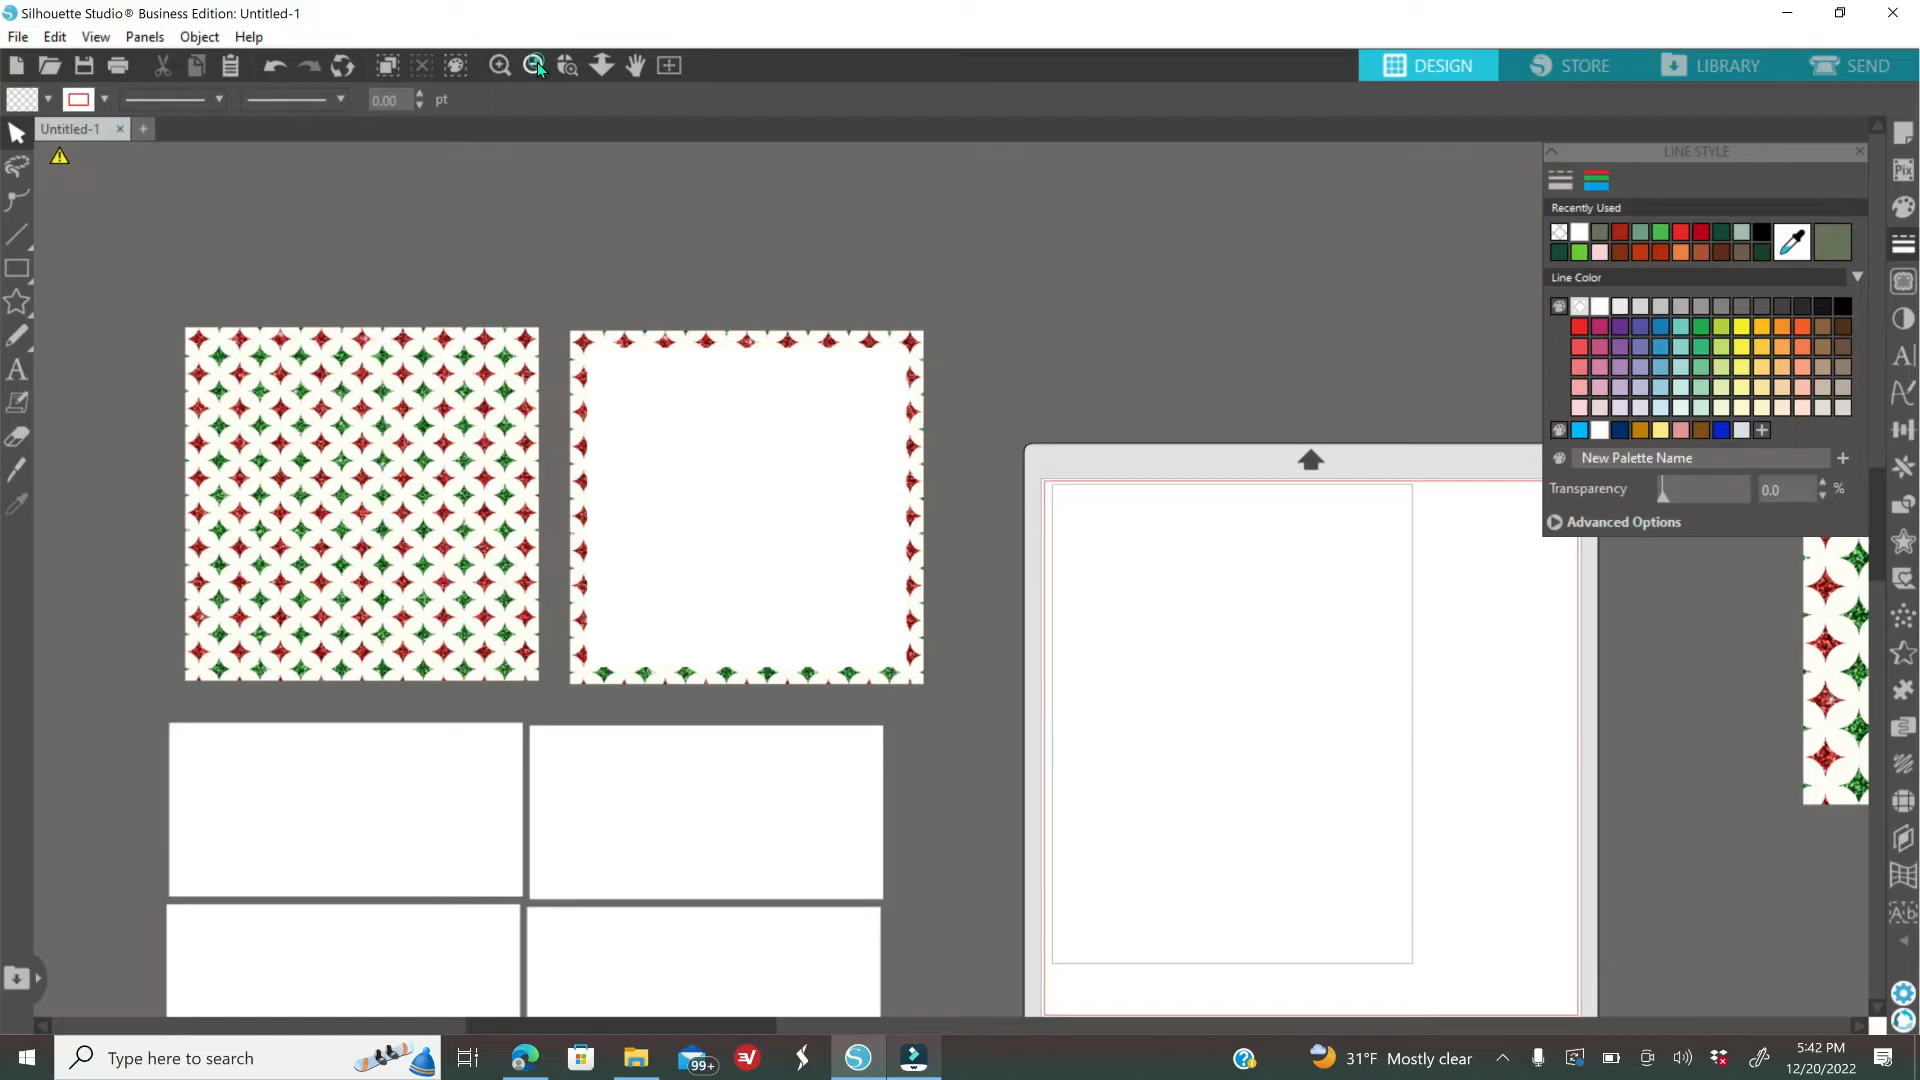 Silhouette Studio® Business Edition: Untitled-1
File Edit View Panels Object Help
DESIGN STORE LIBRARY SEND
0.00 pt
Untitled-1
LINE STYLE
Pix
Recently Used
Line Color
New Palette Name
Transparency 0.0 %
Advanced Options
Type here to search
99+
31°F Mostly clear
5:42 PM
12/20/2022